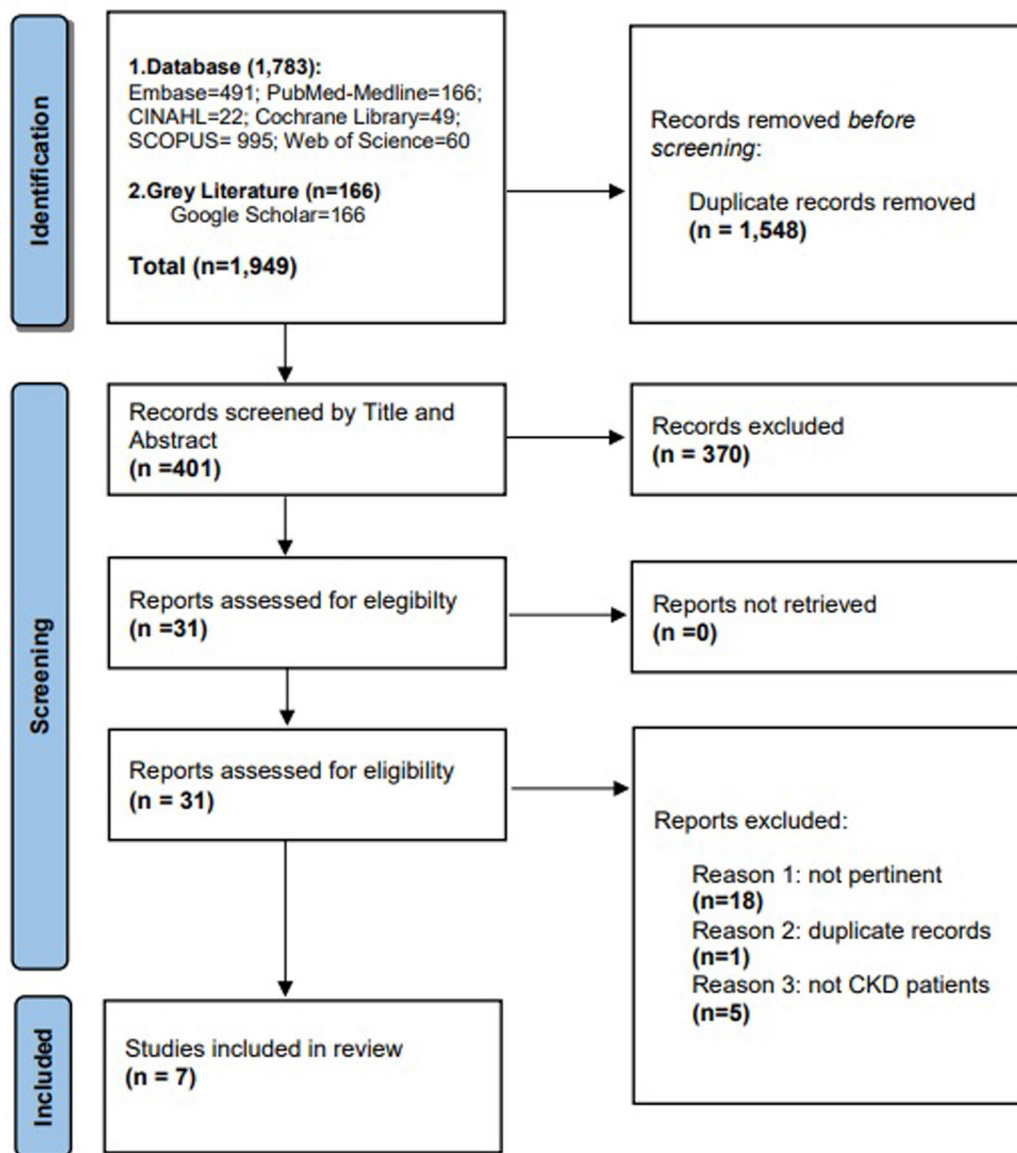 Identification
1.Database (1,783):
Embase=491; PubMed-Medline=166;
CINAHL=22; Cochrane Library=49;
SCOPUS= 995; Web of Science=60
2.Grey Literature (n=166)
Google Scholar=166
Total (n=1,949)
Records removed before
screening:
Duplicate records removed
(n = 1,548)
Screening
Records screened by Title and
Abstract
(n =401)
Records excluded
(n = 370)
Reports assessed for elegibilty
(n =31)
Reports not retrieved
(n =0)
Reports assessed for eligibility
(n = 31)
Reports excluded:
Reason 1: not pertinent
(n=18)
Reason 2: duplicate records
(n=1)
Reason 3: not CKD patients
(n=5)
Included
Studies included in review
(n = 7)